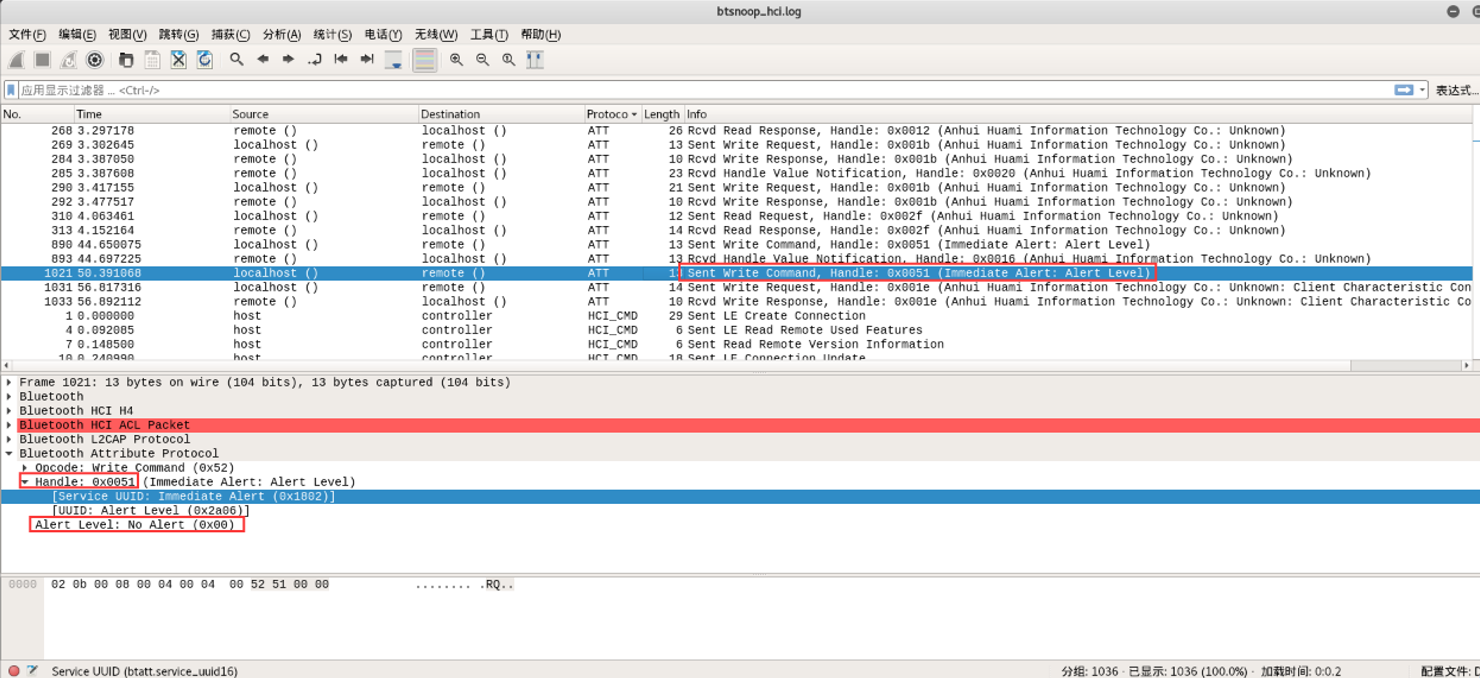 btsnoop_hci.log
文件(F) 编辑(E) 视图(V) 跳转(G) 捕获(C) 分析(A) 统计(S) 电话(Y) 无线(W) 工具(T) 帮助(H)
应用显示过滤器 ... <Ctrl-/> 表达式...
No. Time Source Destination Protoco Length Info
268 3.297178 remote () localhost () ATT 26 Rcvd Read Response, Handle: 0x0012 (Anhui Huami Information Technology Co.: Unknown)
269 3.302645 localhost () remote () ATT 13 Sent Write Request, Handle: 0x001b (Anhui Huami Information Technology Co.: Unknown)
284 3.387050 remote () localhost () ATT 10 Rcvd Write Response, Handle: 0x001b (Anhui Huami Information Technology Co.: Unknown)
285 3.387608 remote () localhost () ATT 23 Rcvd Handle Value Notification, Handle: 0x0020 (Anhui Huami Information Technology Co.: Unknown)
290 3.417155 localhost () remote () ATT 21 Sent Write Request, Handle: 0x001b (Anhui Huami Information Technology Co.: Unknown)
292 3.477517 remote () localhost () ATT 10 Rcvd Write Response, Handle: 0x001b (Anhui Huami Information Technology Co.: Unknown)
310 4.063461 localhost () remote () ATT 12 Sent Read Request, Handle: 0x002f (Anhui Huami Information Technology Co.: Unknown)
313 4.152164 remote () localhost () ATT 14 Rcvd Read Response, Handle: 0x002f (Anhui Huami Information Technology Co.: Unknown)
890 44.650075 localhost () remote () ATT 13 Sent Write Command, Handle: 0x0051 (Immediate Alert: Alert Level)
893 44.697225 remote () localhost () ATT 13 Rcvd Handle Value Notification, Handle: 0x0016 (Anhui Huami Information Technology Co.: Unknown)
1021 50.391068 localhost () remote () ATT 13 Sent Write Command, Handle: 0x0051 (Immediate Alert: Alert Level)
1031 56.817316 localhost () remote () ATT 14 Sent Write Request, Handle: 0x001e (Anhui Huami Information Technology Co.: Unknown: Client Characteristic Con
1033 56.892112 remote () localhost () ATT 10 Rcvd Write Response, Handle: 0x001e (Anhui Huami Information Technology Co.: Unknown: Client Characteristic Co
1 0.000000 host controller HCI_CMD 29 Sent LE Create Connection
4 0.092085 host controller HCI_CMD 6 Sent LE Read Remote Used Features
7 0.148500 host controller HCI_CMD 6 Sent Read Remote Version Information
10 0.240990 host controller HCI_CMD 18 Sent LE Connection Update
Frame 1021: 13 bytes on wire (104 bits), 13 bytes captured (104 bits)
Bluetooth
Bluetooth HCI H4
Bluetooth HCI ACL Packet
Bluetooth L2CAP Protocol
Bluetooth Attribute Protocol
Opcode: Write Command (0x52)
Handle: 0x0051 (Immediate Alert: Alert Level)
[Service UUID: Immediate Alert (0x1802)]
[UUID: Alert Level (0x2a06)]
Alert Level: No Alert (0x00)
0000 02 0b 00 08 00 04 00 04 00 52 51 00 00 ........ .RQ..
Service UUID (btatt.service_uuid16) 分组: 1036 · 已显示: 1036 (100.0%) · 加载时间: 0:0.2 配置文件: D